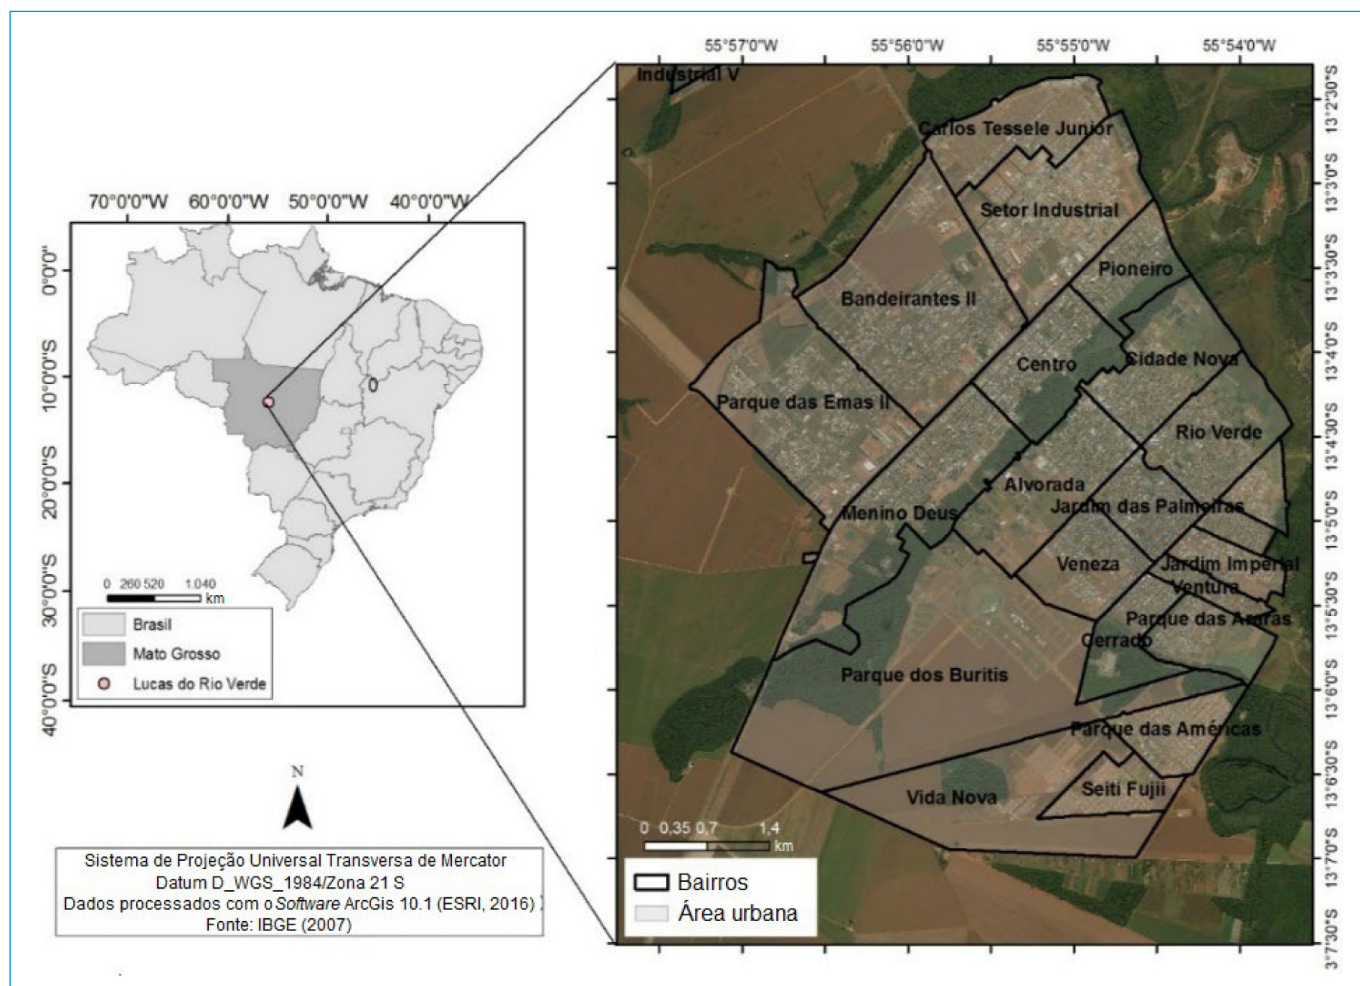 70°0'0"W 60°0'0"W 50°0'0"W 40°0'0"W
0°0'0"
10°0'0"S
20°0'0"S
30°0'0"S
40°0'0"S
0
0 260 520 1.040
km
Brasil
Mato Grosso
Lucas do Rio Verde
N
Sistema de Projeção Universal Transversa de Mercator
Datum D_WGS_1984/Zona 21 S
Dados processados com o Software ArcGis 10.1 (ESRI, 2016)
Fonte: IBGE (2007)
55°57'0"W 55°56'0"W 55°55'0"W 55°54'0"W
Industrial V
Carlos Tessele Junior
Setor Industrial
Pioneiro
Bandeirantes II
Centro
Cidade Nova
Parque das Emas II
Rio Verde
Alvorada
Jardim das Palmeiras
Menino Deus
Veneza
Jardim Imperial
Ventura
Parque das Araras
Cerrado
Parque dos Buritis
Parque das Américas
Seiti Fujii
Vida Nova
0 0,35 0,7 1,4
km
Bairros
Área urbana
13°2'30"S
13°3'0"S
13°3'30"S
13°4'0"S
13°4'30"S
13°5'0"S
13°5'30"S
13°6'0"S
13°6'30"S
13°7'0"S
3°7'30"S